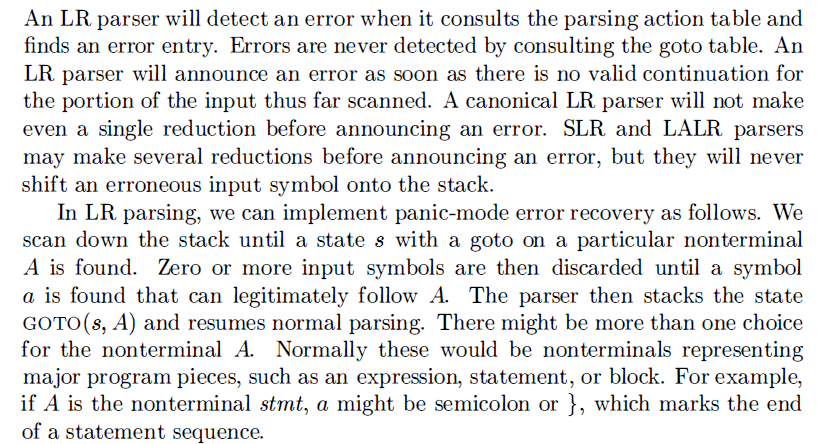 An LR parser will detect an error when it consults the parsing action table and
finds an error entry. Errors are never detected by consulting the goto table. An
LR parser will announce an error as soon as there is no valid continuation for
the portion of the input thus far scanned. A canonical LR parser will not make
even a single reduction before announcing an error. SLR and LALR parsers
may make several reductions before announcing an error, but they will never
shift an erroneous input symbol onto the stack.
In LR parsing, we can implement panic-mode error recovery as follows. We
scan down the stack until a state s with a goto on a particular nonterminal
A is found. Zero or more input symbols are then discarded until a symbol
a is found that can legitimately follow A. The parser then stacks the state
GOTO(s, A) and resumes normal parsing. There might be more than one choice
for the nonterminal A. Normally these would be nonterminals representing
major program pieces, such as an expression, statement, or block. For example,
if A is the nonterminal stmt, a might be semicolon or }, which marks the end
of a statement sequence.